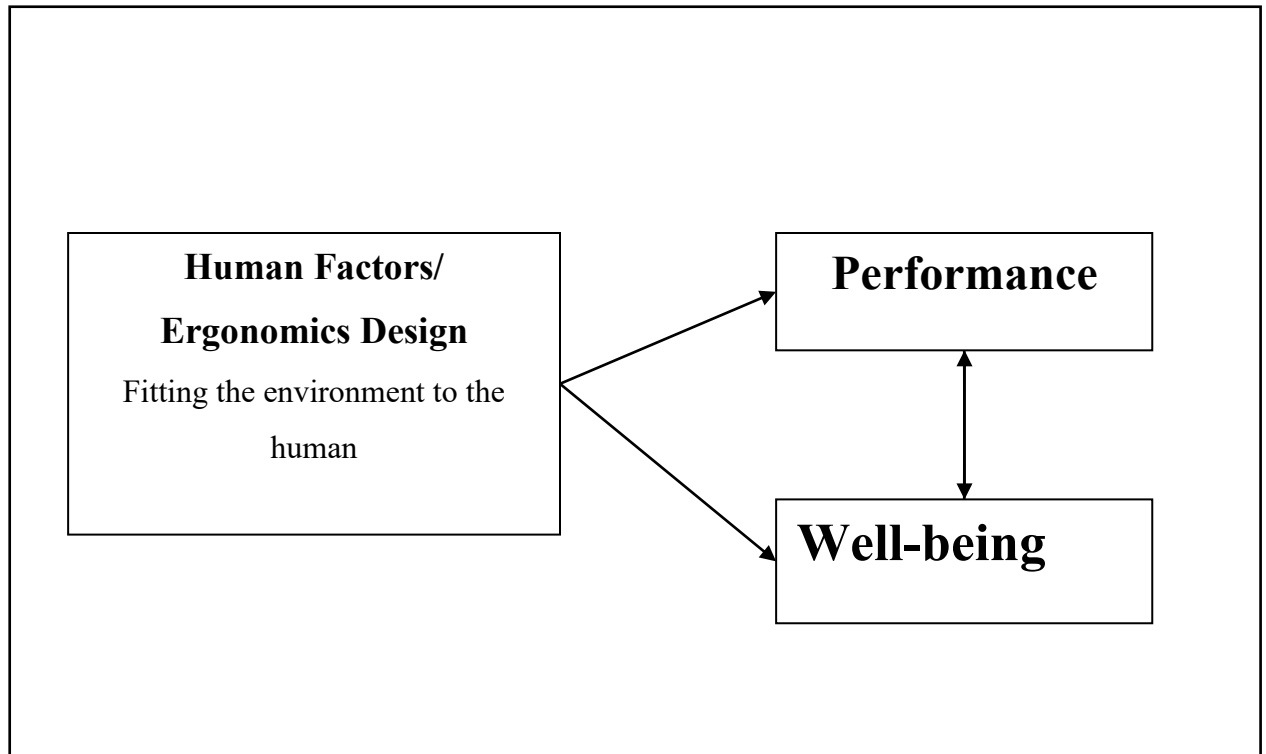 Human Factors/
Ergonomics Design
Fitting the environment to the
human
Performance
Well-being